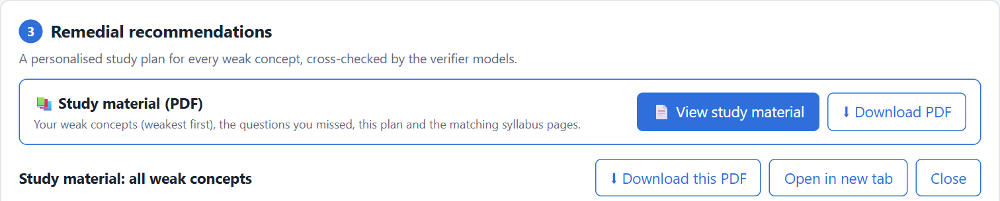 3 Remedial recommendations
A personalised study plan for every weak concept, cross-checked by the verifier models.
Study material (PDF)
Your weak concepts (weakest first), the questions you missed, this plan and the matching syllabus pages.
View study material
⬇ Download PDF
Study material: all weak concepts
⬇ Download this PDF
Open in new tab
Close